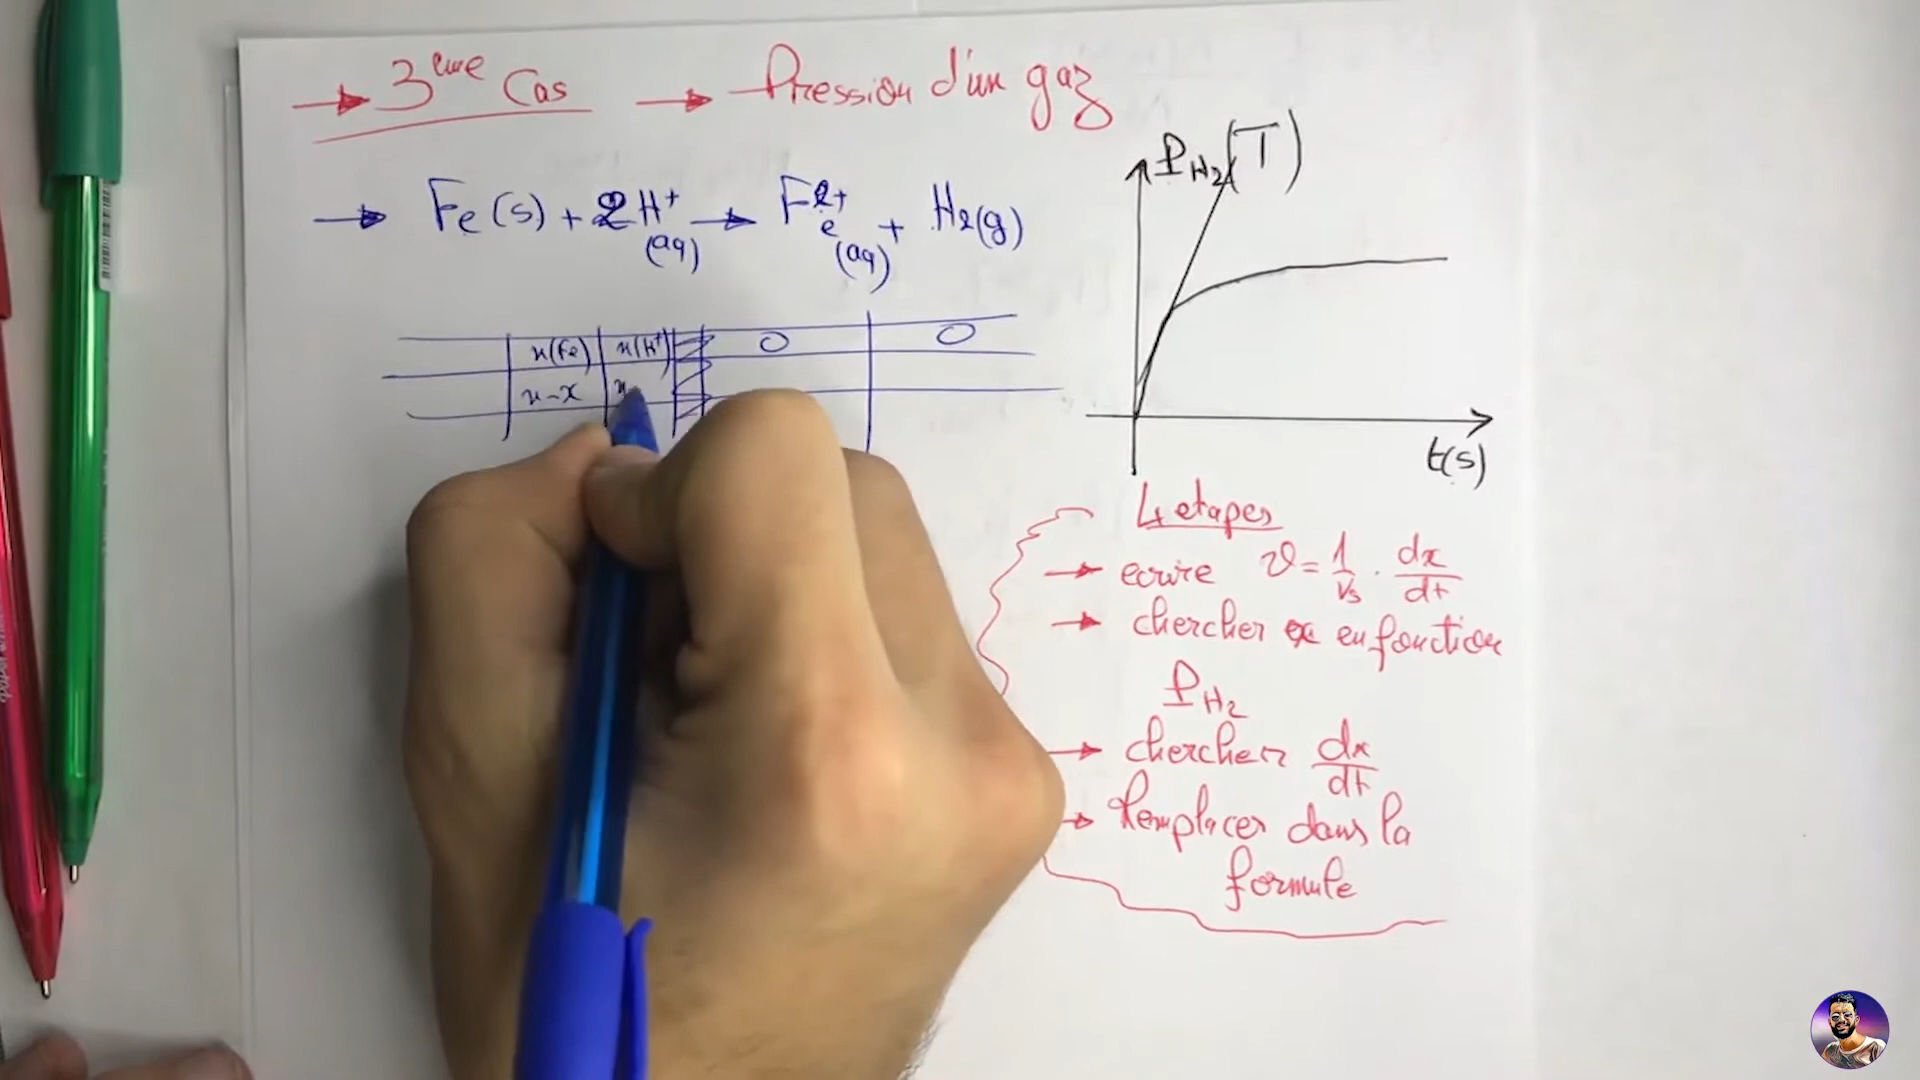 → 3eme Cas → Pression d'un gaz
→ Fe(s) + 2H+(aq) → Fe2+(aq) + H2(g)
n(Fe) n(H+) 0 0
n-x n
PH2(T)
t(s)
4 etapes
→ ecrire v = 1/Vs . dx/dt
→ chercher x en fonction
PH2
→ chercher dx/dt
→ Remplacer dans la
formule